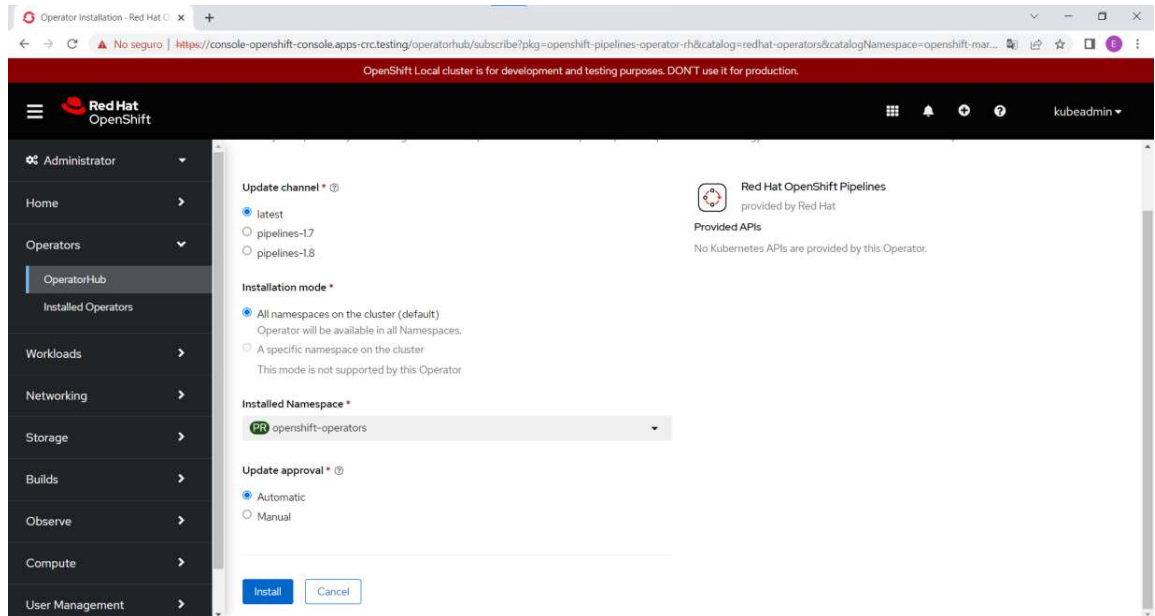 Operator Installation · Red Hat O
No seguro | https://console-openshift-console.apps-crc.testing/operatorhub/subscribe?pkg=openshift-pipelines-operator-rh&catalog=redhat-operators&catalogNamespace=openshift-mar...
E
OpenShift Local cluster is for development and testing purposes. DON'T use it for production.
Red Hat
OpenShift
kubeadmin
Administrator
Home
Operators
OperatorHub
Installed Operators
Workloads
Networking
Storage
Builds
Observe
Compute
User Management
Update channel *
latest
pipelines-1.7
pipelines-1.8
Installation mode *
All namespaces on the cluster (default)
Operator will be available in all Namespaces.
A specific namespace on the cluster
This mode is not supported by this Operator
Installed Namespace *
PR openshift-operators
Update approval *
Automatic
Manual
Install Cancel
Red Hat OpenShift Pipelines
provided by Red Hat
Provided APIs
No Kubernetes APIs are provided by this Operator.